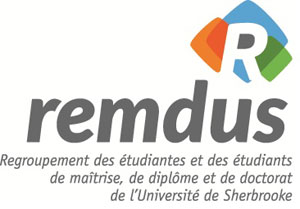 R
remdus
Regroupement des étudiantes et des étudiants
de maîtrise, de diplôme et de doctorat
de l'Université de Sherbrooke